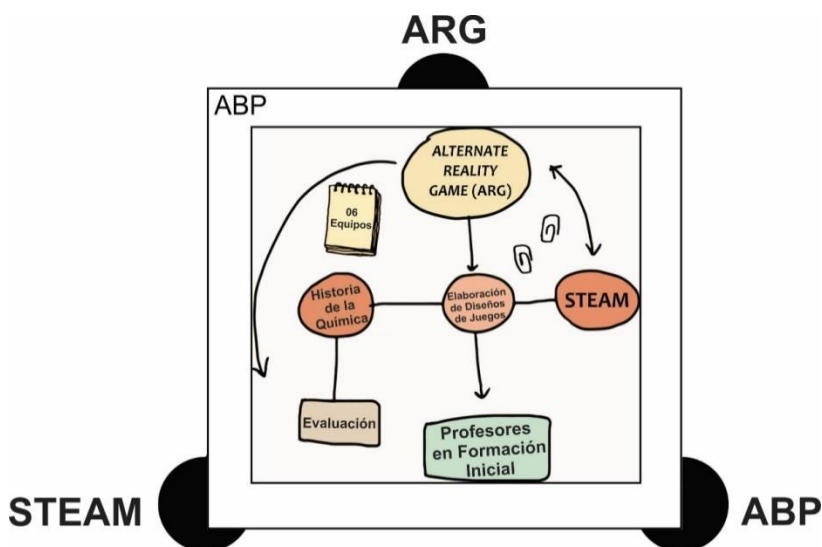 ARG
ABP
ALTERNATE
REALITY
GAME (ARG)
06
Equipos
Historia
de la
Química
Elaboración
de Diseños
de Juegos
STEAM
Evaluación
Profesores
en Formación
Inicial
STEAM
ABP